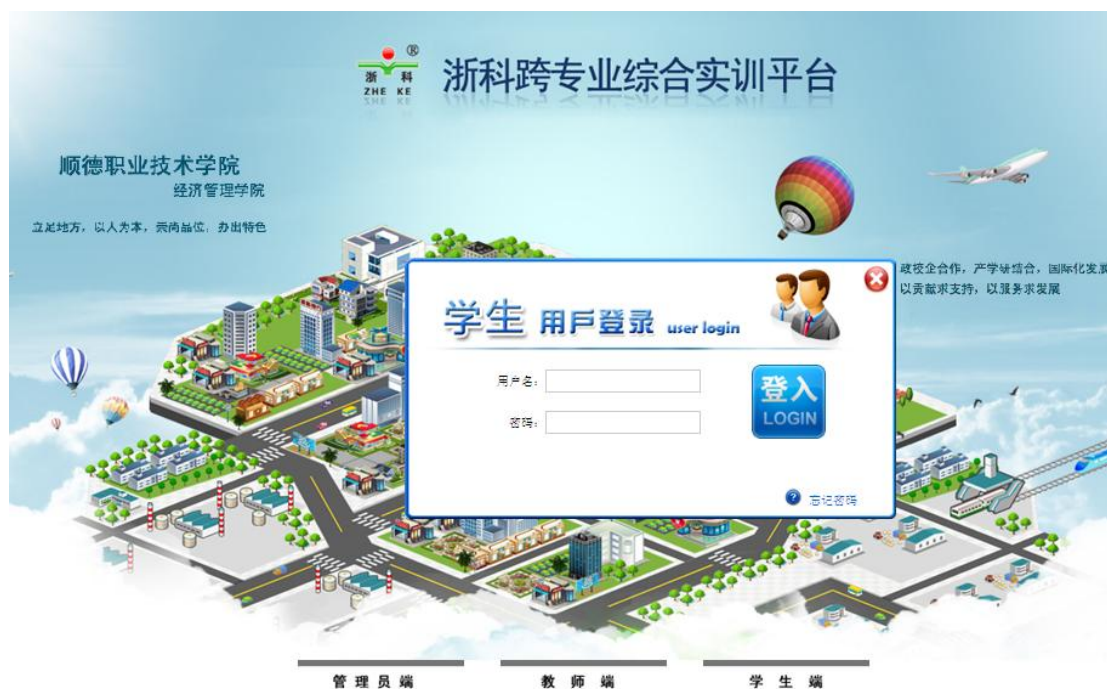 浙科 ®
ZHE KE
浙科跨专业综合实训平台
顺德职业技术学院
经济管理学院
立足地方，以人为本，崇尚品位，办出特色
政校企合作，产学研结合，国际化发展
以贡献求支持，以服务求发展
学生 用戶登录 user login
用户名：
密码：
登入
LOGIN
忘记密码
管理员端
教师端
学生端